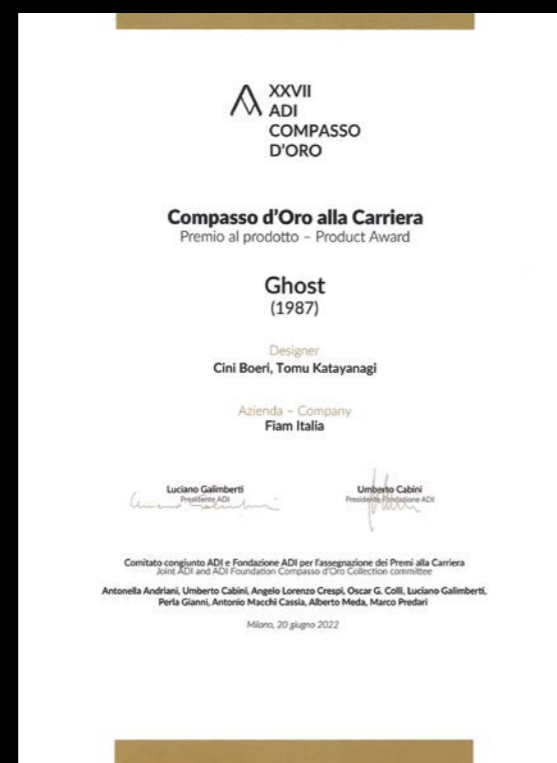 XXVII
ADI
COMPASSO
D'ORO
Compasso d'Oro alla Carriera
Premio al prodotto – Product Award
Ghost
(1987)
Designer
Cini Boeri, Tomu Katayanagi
Azienda – Company
Fiam Italia
Luciano Galimberti
Presidente ADI
Umberto Cabini
Presidente Fondazione ADI
Comitato congiunto ADI e Fondazione ADI per l'assegnazione dei Premi alla Carriera
Joint ADI and ADI Foundation Compasso d'Oro Collection committee
Antonella Andriani, Umberto Cabini, Angelo Lorenzo Crespi, Oscar G. Colli, Luciano Galimberti,
Perla Gianni, Antonio Macchi Cassia, Alberto Meda, Marco Predari
Milano, 20 giugno 2022